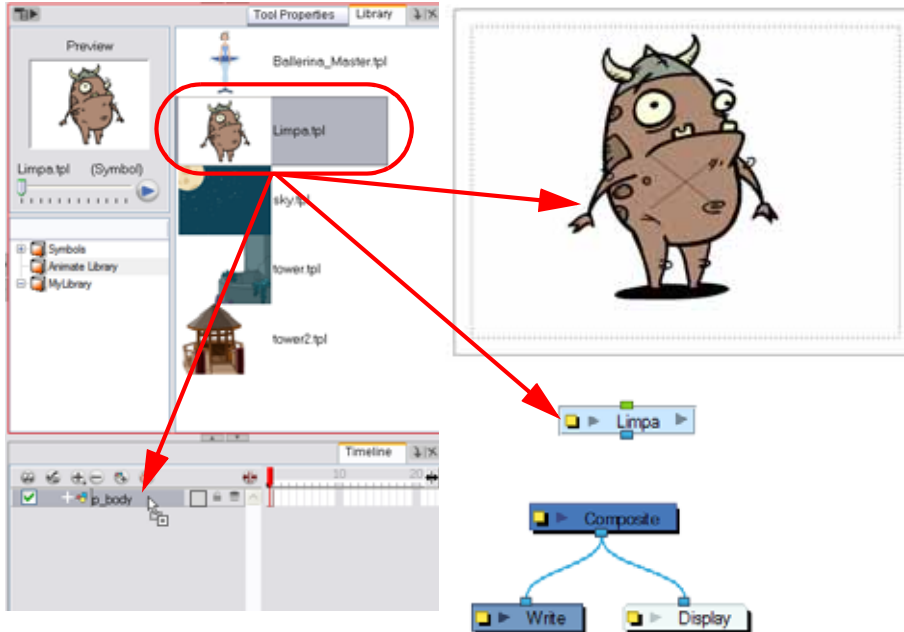 Tool Properties
Library
Preview
Ballerina_Master.tpl
Limpa.tpl
Limpa.tpl (Symbol)
sky.tpl
Symbols
Animate Library
MyLibrary
tower.tpl
tower2.tpl
Limpa
Timeline
10
20
p_body
Composite
Write
Display